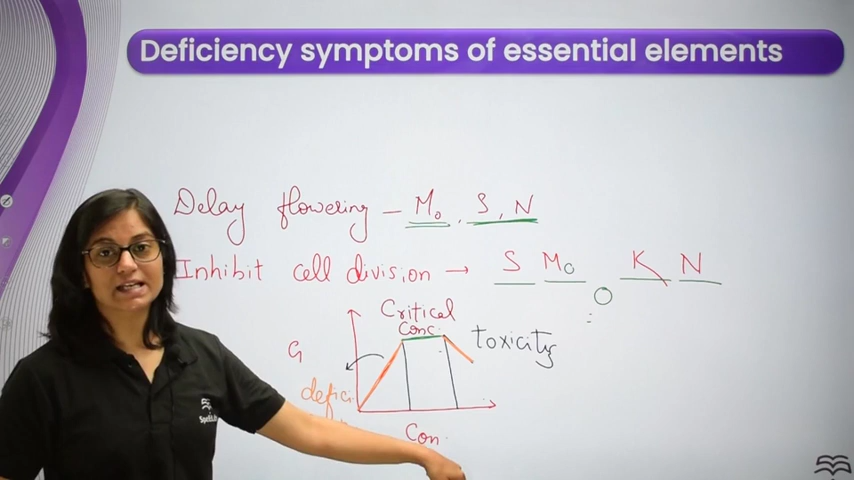 Deficiency symptoms of essential elements
Delay flowering – Mo, S, N
Inhibit cell division → S Mo K N
Critical
Conc.
toxicity
G
defici
Con.